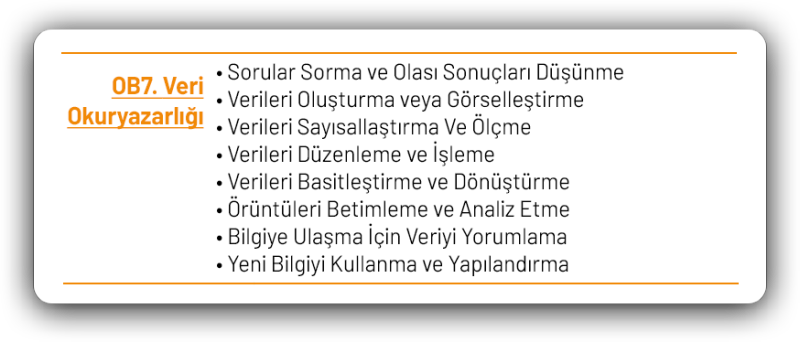 OB7. Veri
Okuryazarlığı
• Sorular Sorma ve Olası Sonuçları Düşünme
• Verileri Oluşturma veya Görselleştirme
• Verileri Sayısallaştırma Ve Ölçme
• Verileri Düzenleme ve İşleme
• Verileri Basitleştirme ve Dönüştürme
• Örüntüleri Betimleme ve Analiz Etme
• Bilgiye Ulaşma İçin Veriyi Yorumlama
• Yeni Bilgiyi Kullanma ve Yapılandırma